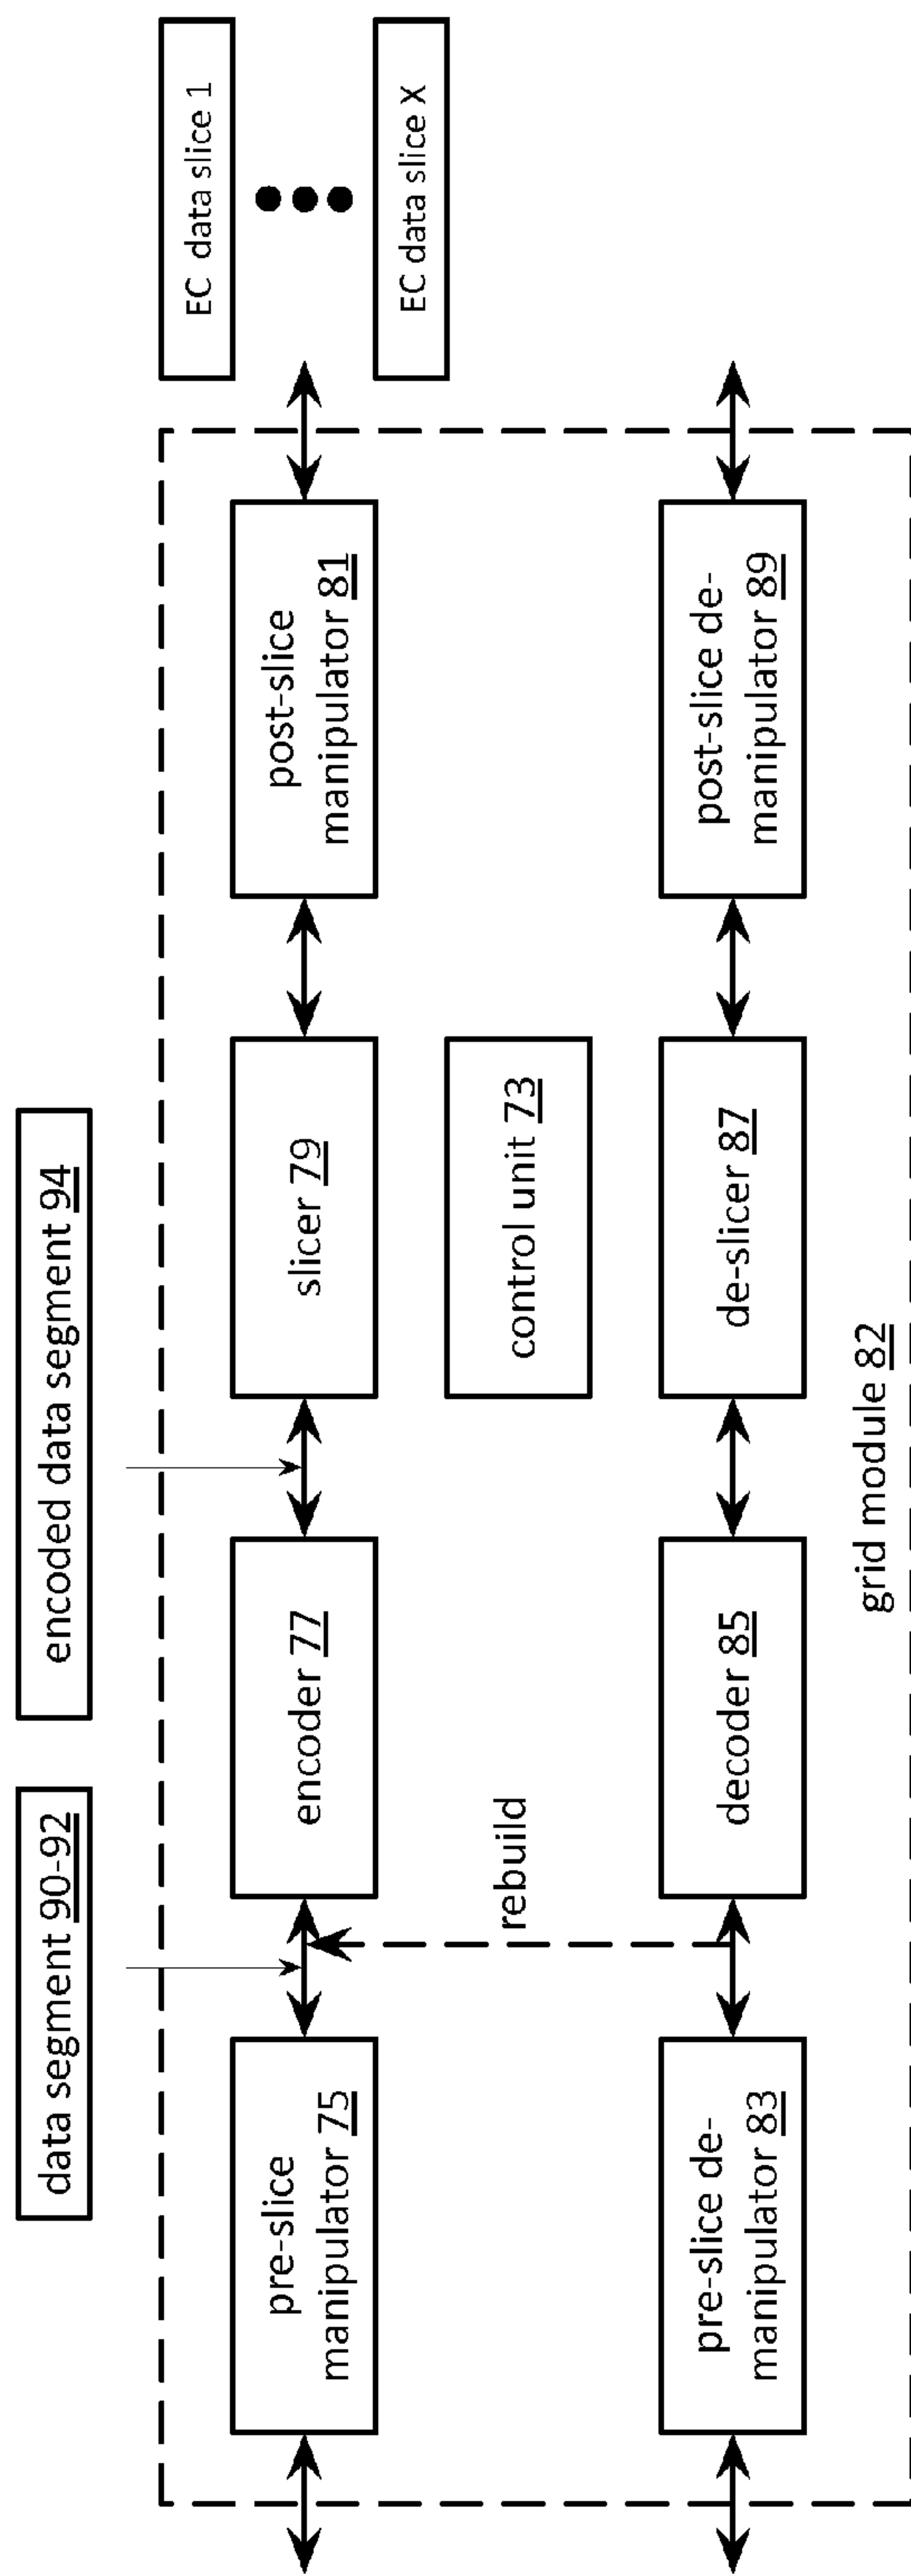 data segment 90-92
encoded data segment 94
EC data slice 1
EC data slice X
pre-slice
manipulator 75
encoder 77
slicer 79
post-slice
manipulator 81
rebuild
control unit 73
pre-slice de-
manipulator 83
decoder 85
de-slicer 87
post-slice de-
manipulator 89
grid module 82